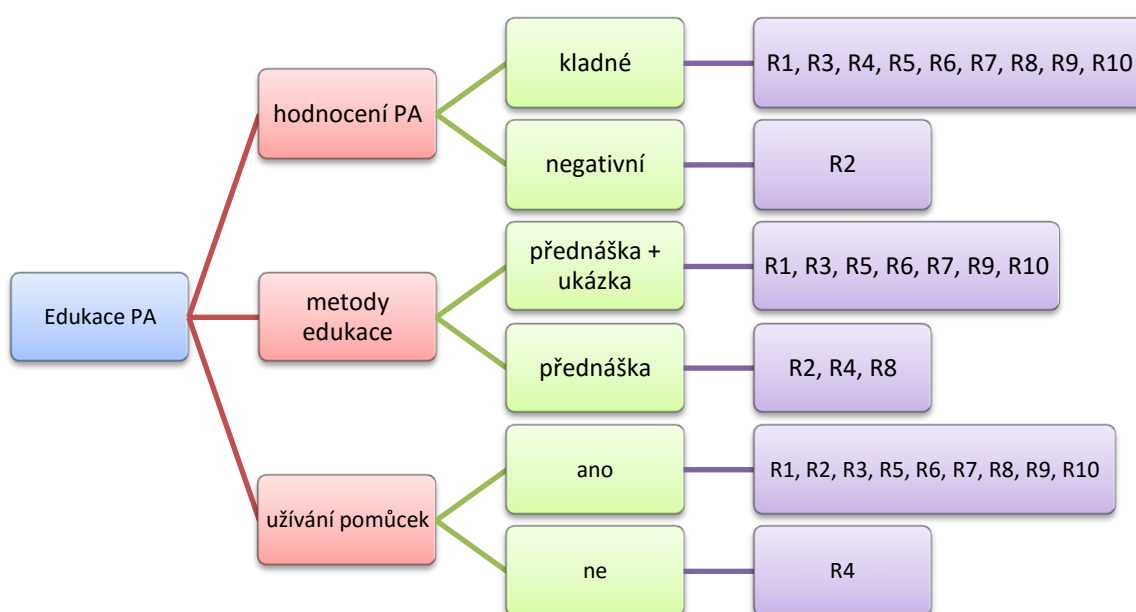 Edukace PA
hodnocení PA
kladné
R1, R3, R4, R5, R6, R7, R8, R9, R10
negativní
R2
metody
edukace
přednáška +
ukázka
R1, R3, R5, R6, R7, R9, R10
přednáška
R2, R4, R8
užívání pomůcek
ano
R1, R2, R3, R5, R6, R7, R8, R9, R10
ne
R4